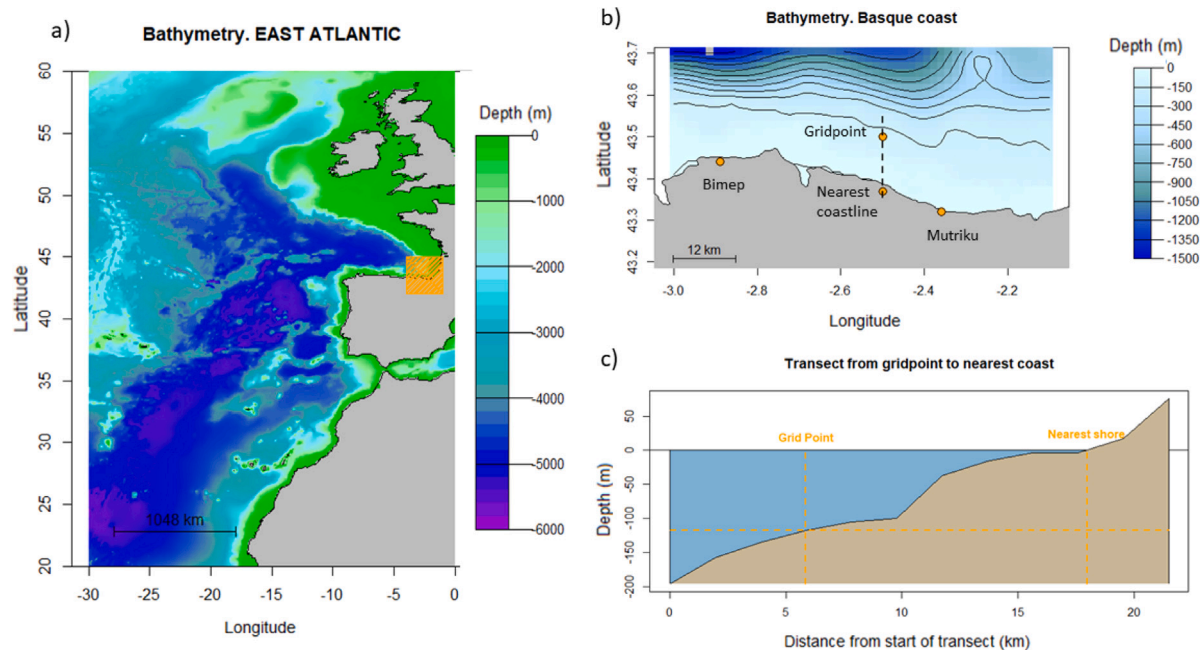 a)
Bathymetry. EAST ATLANTIC
Latitude
60
55
50
45
40
35
30
25
20
-30
-25
-20
-15
-10
-5
0
Longitude
1048 km
Depth (m)
0
-1000
-2000
-3000
-4000
-5000
-6000
b)
Bathymetry. Basque coast
Latitude
43.7
43.6
43.5
43.4
43.3
43.2
Gridpoint
Bimep
Nearest
coastline
Mutriku
12 km
-3.0
-2.8
-2.6
-2.4
-2.2
Longitude
Depth (m)
0
-150
-300
-450
-600
-750
-900
-1050
-1200
-1350
-1500
c)
Transect from gridpoint to nearest coast
Depth (m)
50
0
-50
-100
-150
-200
Grid Point
Nearest shore
0
5
10
15
20
Distance from start of transect (km)